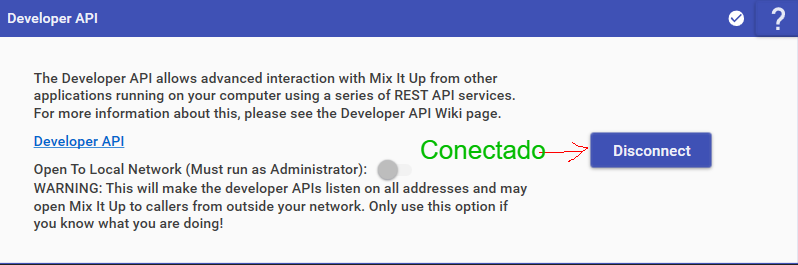 Developer API
?
The Developer API allows advanced interaction with Mix It Up from other
applications running on your computer using a series of REST API services.
For more information about this, please see the Developer API Wiki page.
Developer API
Conectado
Disconnect
Open To Local Network (Must run as Administrator):
WARNING: This will make the developer APIs listen on all addresses and may
open Mix It Up to callers from outside your network. Only use this option if
you know what you are doing!